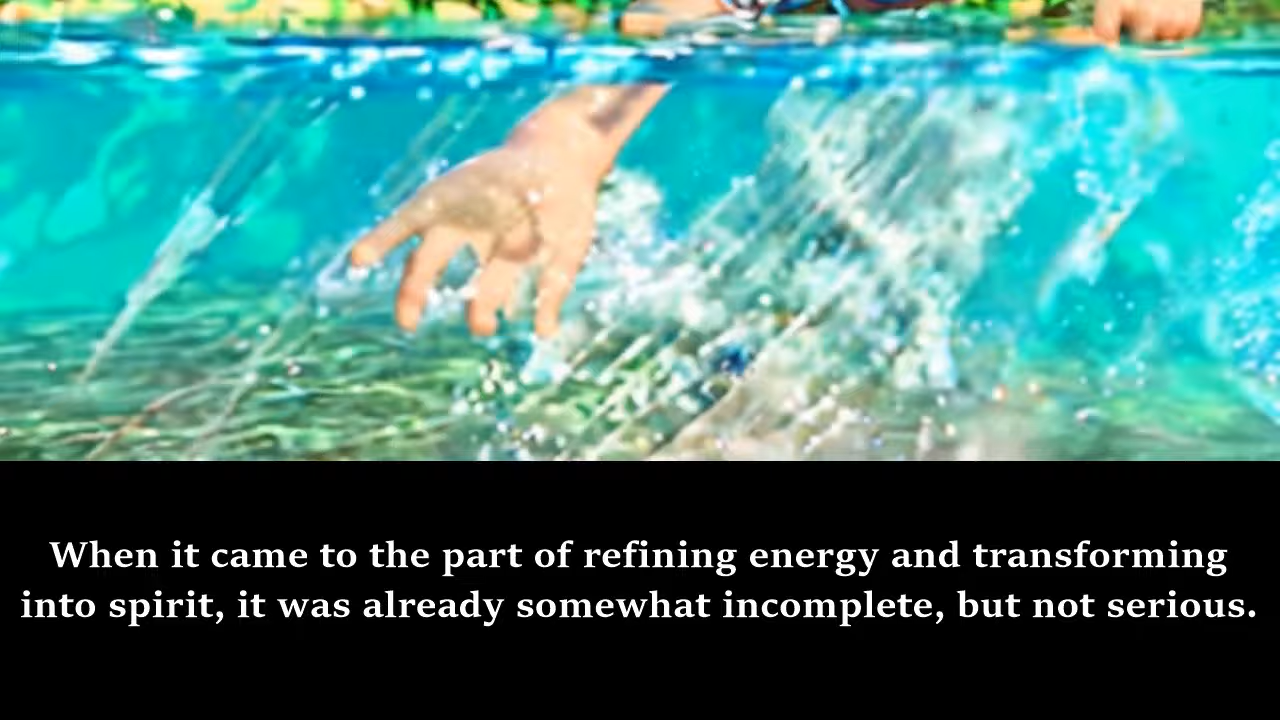 When it came to the part of refining energy and transforming
into spirit, it was already somewhat incomplete, but not serious.